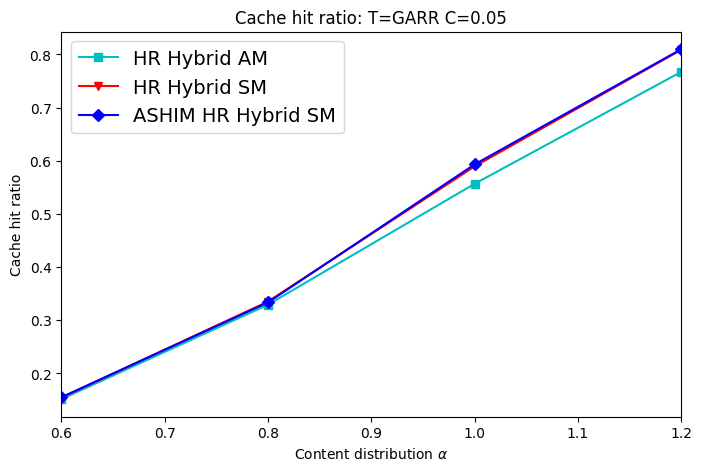 Cache hit ratio: T=GARR C=0.05
HR Hybrid AM
HR Hybrid SM
ASHIM HR Hybrid SM
Cache hit ratio
0.8
0.7
0.6
0.5
0.4
0.3
0.2
0.6 0.7 0.8 0.9 1.0 1.1 1.2
Content distribution α